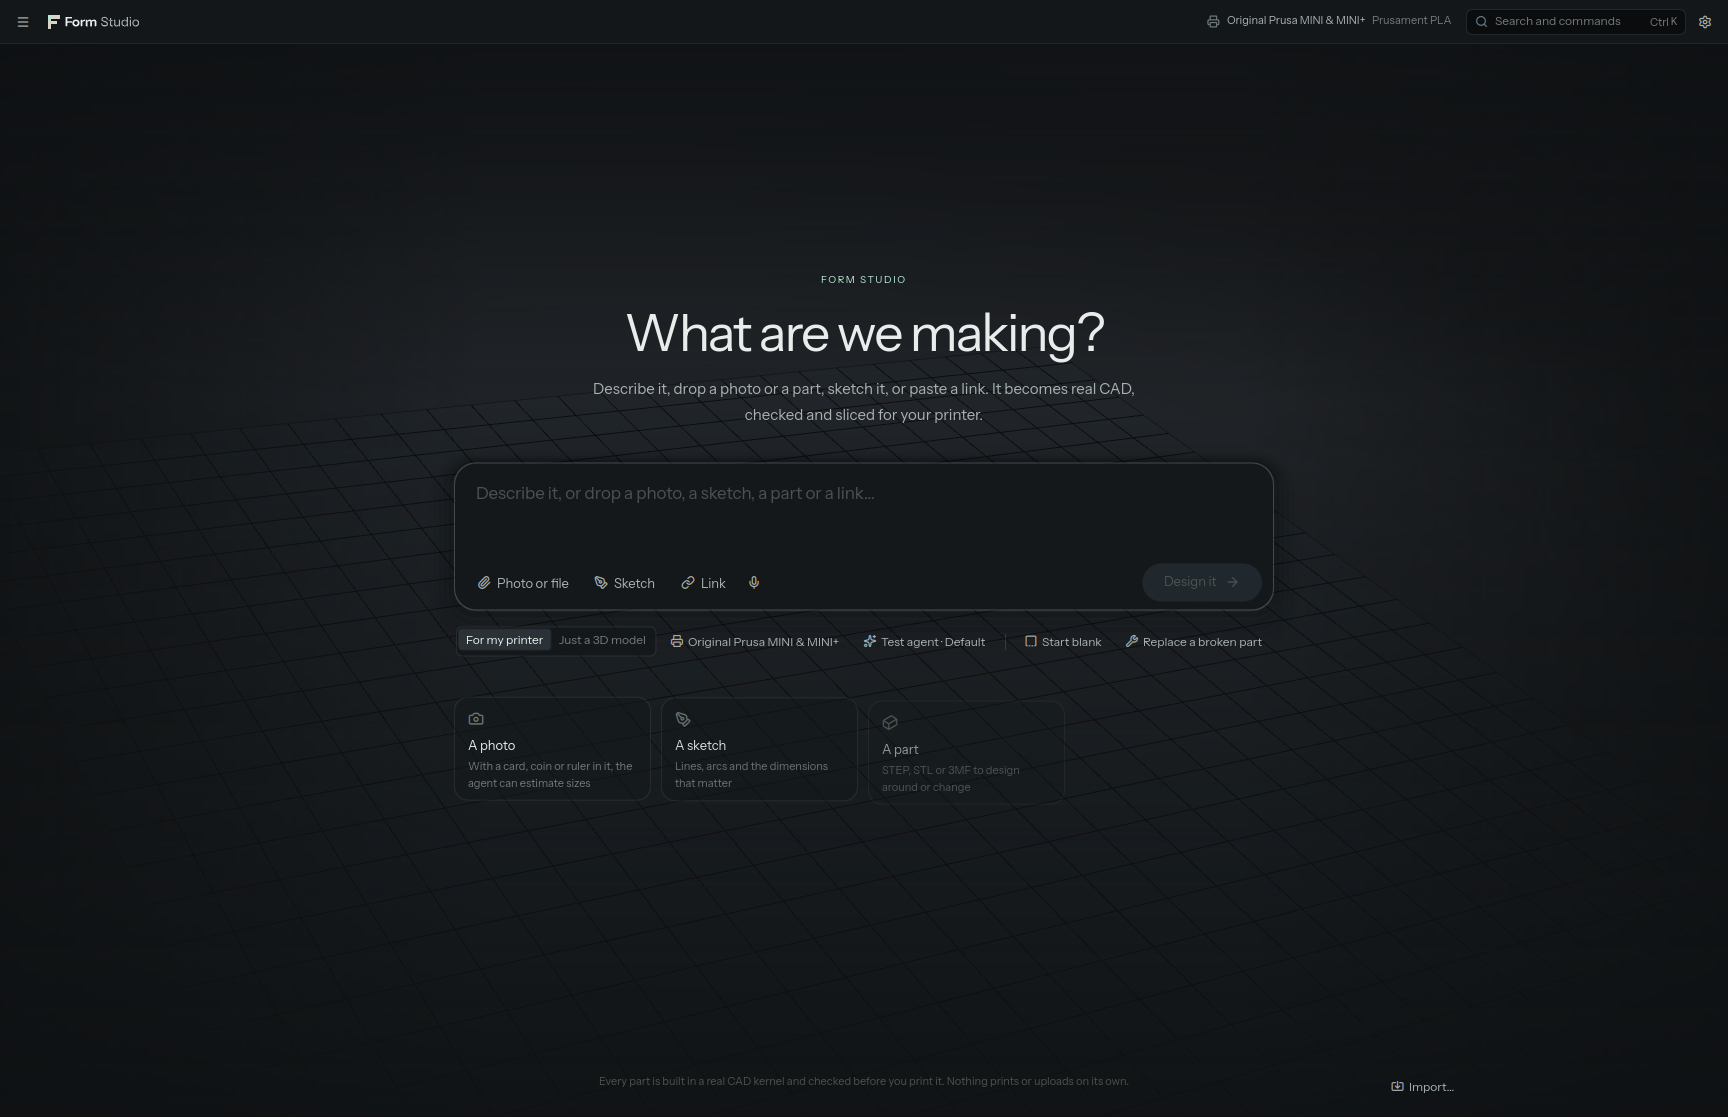 Form Studio
Original Prusa MINI & MINI+ Prusament PLA
Search and commands Ctrl K
FORM STUDIO
What are we making?
Describe it, drop a photo or a part, sketch it, or paste a link. It becomes real CAD,
checked and sliced for your printer.
Describe it, or drop a photo, a sketch, a part or a link...
Photo or file Sketch Link Design it
For my printer Just a 3D model Original Prusa MINI & MINI+ Test agent · Default Start blank Replace a broken part
A photo
With a card, coin or ruler in it, the
agent can estimate sizes
A sketch
Lines, arcs and the dimensions
that matter
A part
STEP, STL or 3MF to design
around or change
Every part is built in a real CAD kernel and checked before you print it. Nothing prints or uploads on its own.
Import...